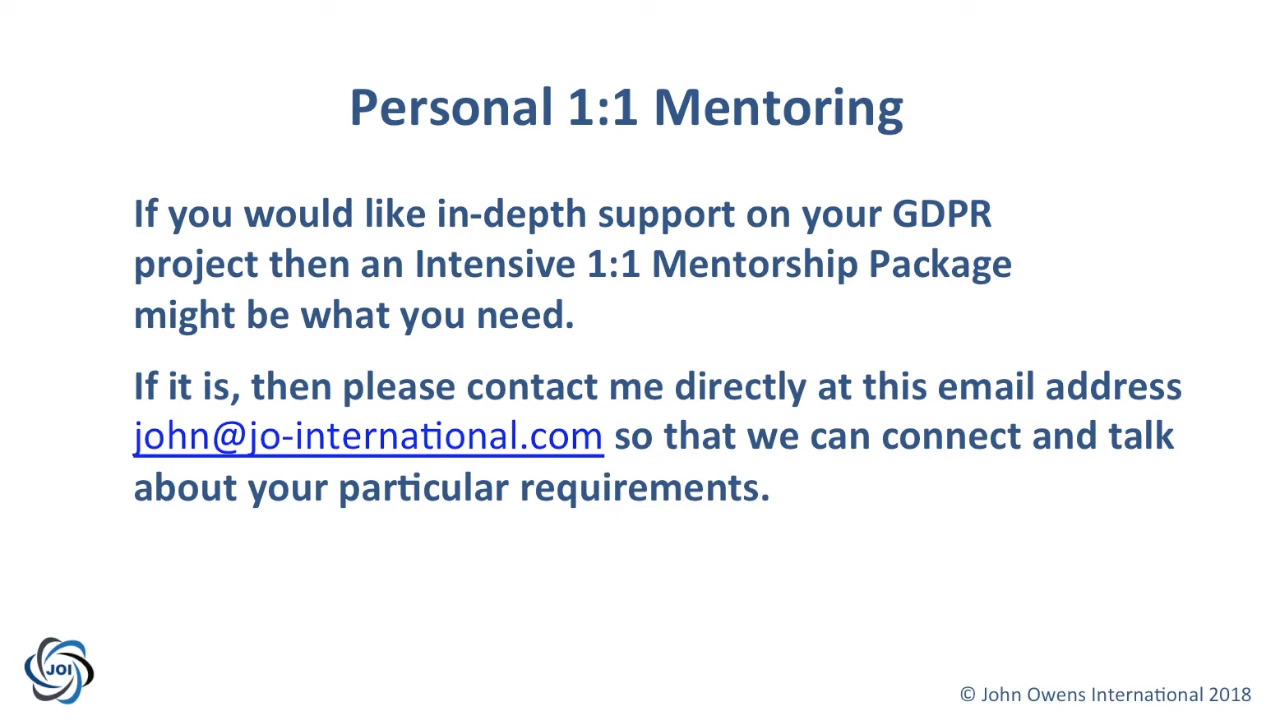 Personal 1:1 Mentoring
If you would like in-depth support on your GDPR
project then an Intensive 1:1 Mentorship Package
might be what you need.
If it is, then please contact me directly at this email address
john@jo-international.com so that we can connect and talk
about your particular requirements.
JOI
© John Owens International 2018